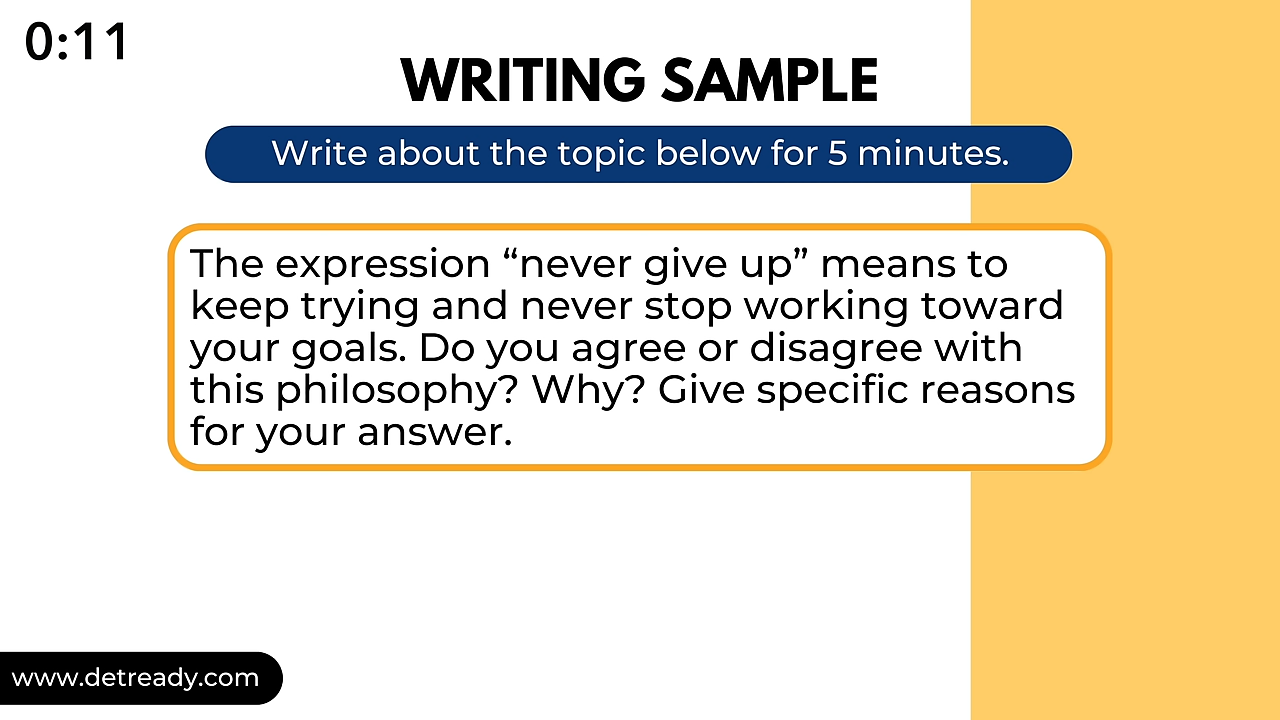 0:11
WRITING SAMPLE
Write about the topic below for 5 minutes.
The expression “never give up” means to
keep trying and never stop working toward
your goals. Do you agree or disagree with
this philosophy? Why? Give specific reasons
for your answer.
www.detready.com